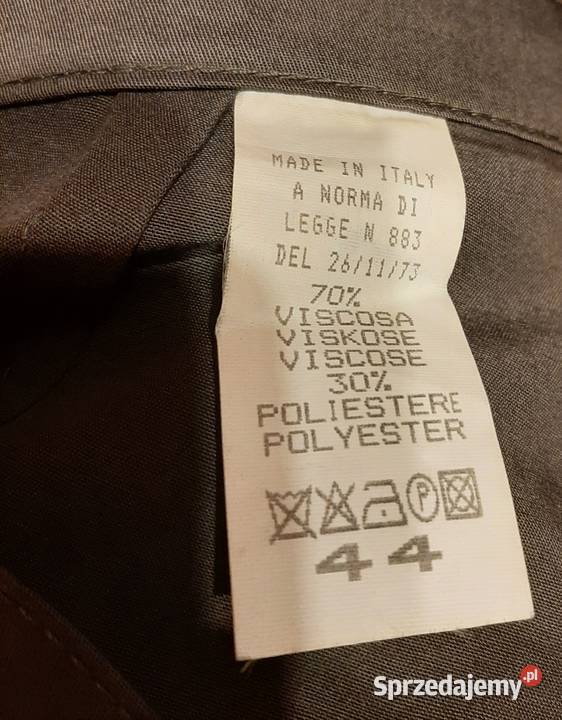 MADE IN ITALY
A NORMA DI
LEGGE N 883
DEL 26/11/73
70%
VISCOSA
VISKOSE
VISCOSE
30%
POLIESTERE
POLYESTER
P
44
Sprzedajemy.pl